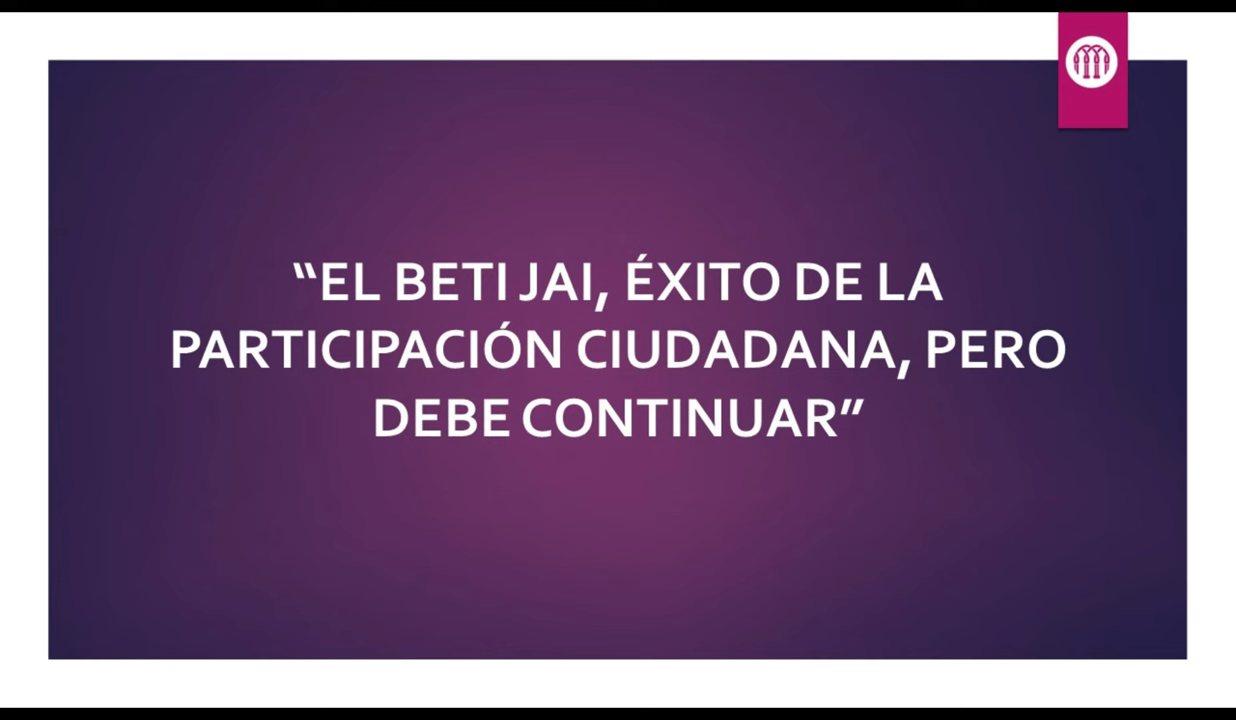 “EL BETI JAI, ÉXITO DE LA
PARTICIPACIÓN CIUDADANA, PERO
DEBE CONTINUAR”